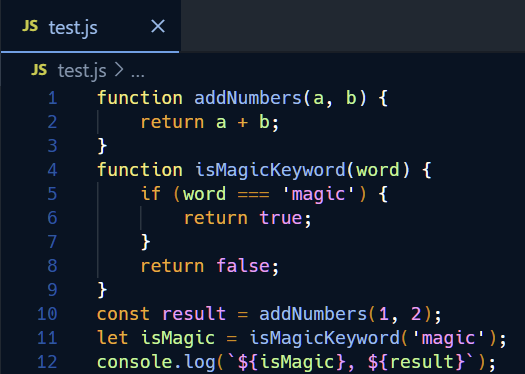 JS test.js ×
JS test.js > ...
1 function addNumbers(a, b) {
2     return a + b;
3 }
4 function isMagicKeyword(word) {
5     if (word === 'magic') {
6         return true;
7     }
8     return false;
9 }
10 const result = addNumbers(1, 2);
11 let isMagic = isMagicKeyword('magic');
12 console.log(`${isMagic}, ${result}`);